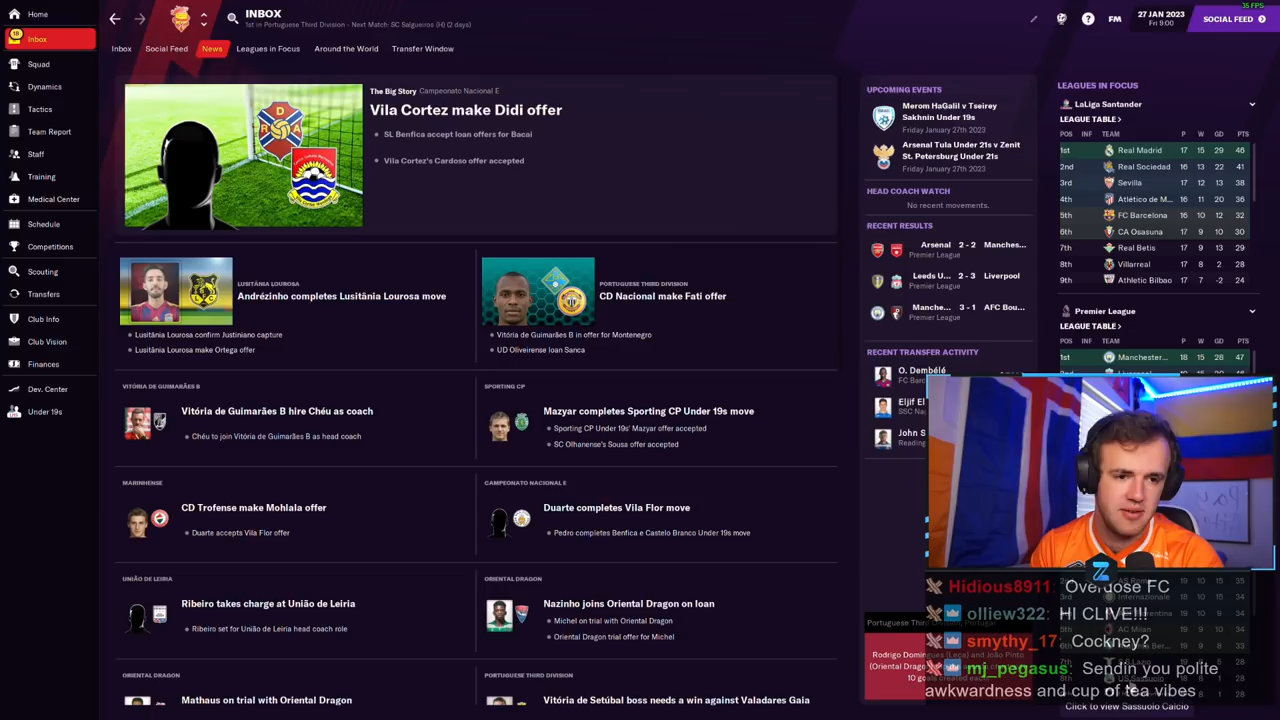 35 FPS
Home
Inbox
18
Squad
Dynamics
Tactics
Team Report
Staff
Training
Medical Center
Schedule
Competitions
Scouting
Transfers
Club Info
Club Vision
Finances
Dev. Center
Under 19s
INBOX
1st in Portuguese Third Division - Next Match: SC Salgueiros (H) (2 days)
FM
27 JAN 2023
Fri 9:00
SOCIAL FEED
Inbox
Social Feed
News
Leagues in Focus
Around the World
Transfer Window
The Big Story Campeonato Nacional E
Vila Cortez make Didi offer
SL Benfica accept loan offers for Bacai
Vila Cortez's Cardoso offer accepted
LUSITÂNIA LOUROSA
Andrézinho completes Lusitânia Lourosa move
Lusitânia Lourosa confirm Justiniano capture
Lusitânia Lourosa make Ortega offer
PORTUGUESE THIRD DIVISION
CD Nacional make Fati offer
Vitória de Guimarães B in offer for Montenegro
UD Oliveirense loan Sanca
VITÓRIA DE GUIMARÃES B
Vitória de Guimarães B hire Chéu as coach
Chéu to join Vitória de Guimarães B as head coach
SPORTING CP
Mazyar completes Sporting CP Under 19s move
Sporting CP Under 19s' Mazyar offer accepted
SC Olhanense's Sousa offer accepted
MARINHENSE
CD Trofense make Mohlala offer
Duarte accepts Vila Flor offer
CAMPEONATO NACIONAL E
Duarte completes Vila Flor move
Pedro completes Benfica e Castelo Branco Under 19s move
UNIÃO DE LEIRIA
Ribeiro takes charge at União de Leiria
Ribeiro set for União de Leiria head coach role
ORIENTAL DRAGON
Nazinho joins Oriental Dragon on loan
Michel on trial with Oriental Dragon
Oriental Dragon trial offer for Michel
ORIENTAL DRAGON
Mathaus on trial with Oriental Dragon
PORTUGUESE THIRD DIVISION
Vitória de Setúbal boss needs a win against Valadares Gaia
UPCOMING EVENTS
Merom HaGalil v Tseirey
Sakhnin Under 19s
Friday January 27th 2023
Arsenal Tula Under 21s v Zenit
St. Petersburg Under 21s
Friday January 27th 2023
HEAD COACH WATCH
No recent movements.
RECENT RESULTS
Arsenal 2 - 2 Manches...
Premier League
Leeds U... 2 - 3 Liverpool
Premier League
Manche... 3 - 1 AFC Bou...
Premier League
RECENT TRANSFER ACTIVITY
O. Dembélé
FC Barc
Eljif El
SSC Na
John S
Reading
LEAGUES IN FOCUS
LaLiga Santander
LEAGUE TABLE
POS INF TEAM P W GD PTS
1st Real Madrid 17 15 29 46
2nd Real Sociedad 16 13 22 41
3rd Sevilla 17 12 13 38
4th Atlético de M... 16 11 20 36
5th FC Barcelona 16 10 12 32
6th CA Osasuna 17 9 10 30
7th Real Betis 17 9 13 29
8th Villarreal 17 8 2 28
9th Athletic Bilbao 17 7 -2 24
Premier League
LEAGUE TABLE
POS INF TEAM P W GD PTS
1st Manchester... 18 15 28 47
Hidious8911: Overdose FC
olliew322: HI CLIVE!!!
smythy_17: Cockney?
mj_pegasus: Sendin you polite
awkwardness and cup of tea vibes
Click to view Sassuolo Calcio
Rodrigo Domingues (Leça) and João Pinto
10 goals created